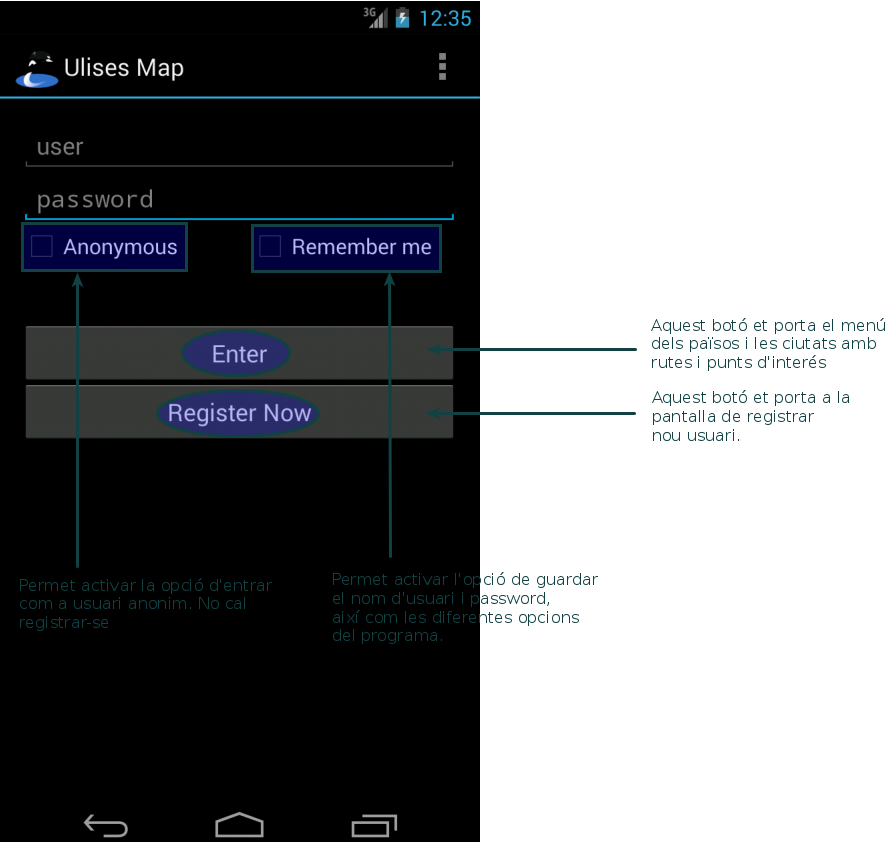 3G 12:35
Ulises Map
user
password
Anonymous
Remember me
Enter
Register Now
Aquest botó et porta el menú
dels països i les ciutats amb
rutes i punts d'interés
Aquest botó et porta a la
pantalla de registrar
nou usuari.
Permet activar la opció d'entrar
com a usuari anonim. No cal
registrar-se
Permet activar l'opció de guardar
el nom d'usuari i password,
així com les diferentes opcions
del programa.